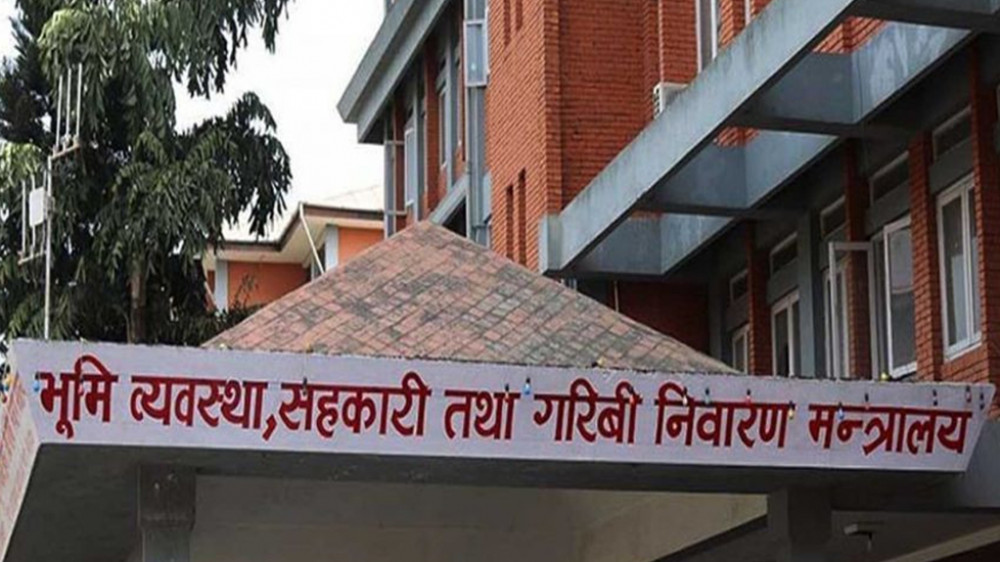 भूमि व्यवस्था,सहकारी तथा गरिबी निवारण मन्त्रालय